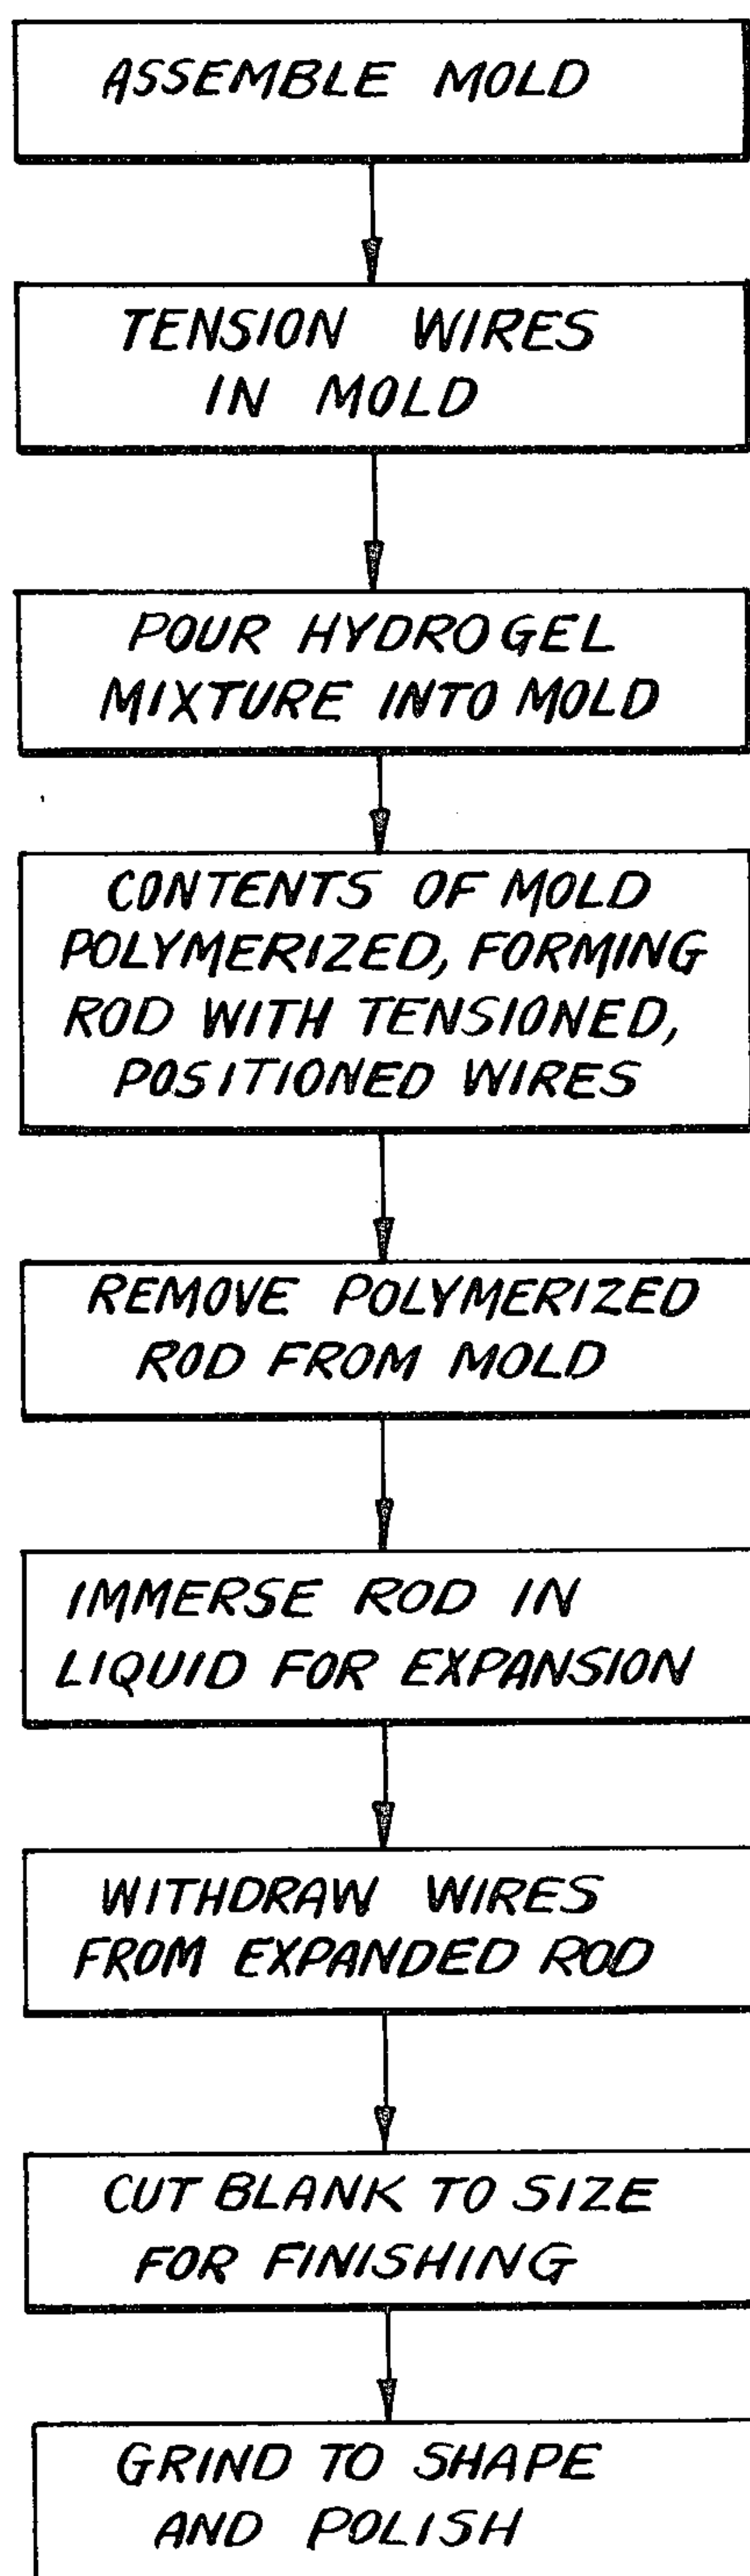 ASSEMBLE MOLD
TENSION WIRES
IN MOLD
POUR HYDROGEL
MIXTURE INTO MOLD
CONTENTS OF MOLD
POLYMERIZED, FORMING
ROD WITH TENSIONED,
POSITIONED WIRES
REMOVE POLYMERIZED
ROD FROM MOLD
IMMERSE ROD IN
LIQUID FOR EXPANSION
WITHDRAW WIRES
FROM EXPANDED ROD
CUT BLANK TO SIZE
FOR FINISHING
GRIND TO SHAPE
AND POLISH